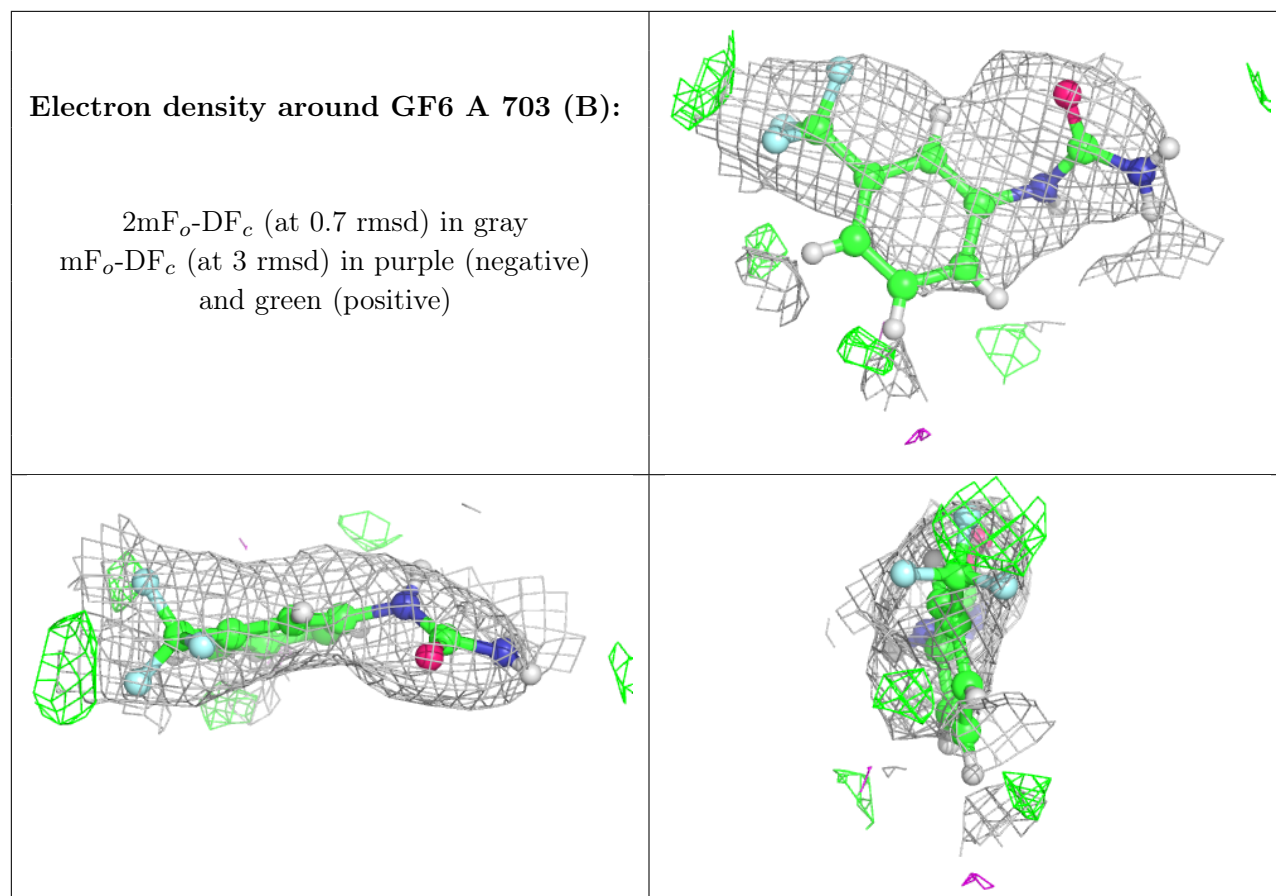 Electron density around GF6 A 703 (B):
2mFₒ-DF𝒸 (at 0.7 rmsd) in gray
mFₒ-DF𝒸 (at 3 rmsd) in purple (negative)
and green (positive)